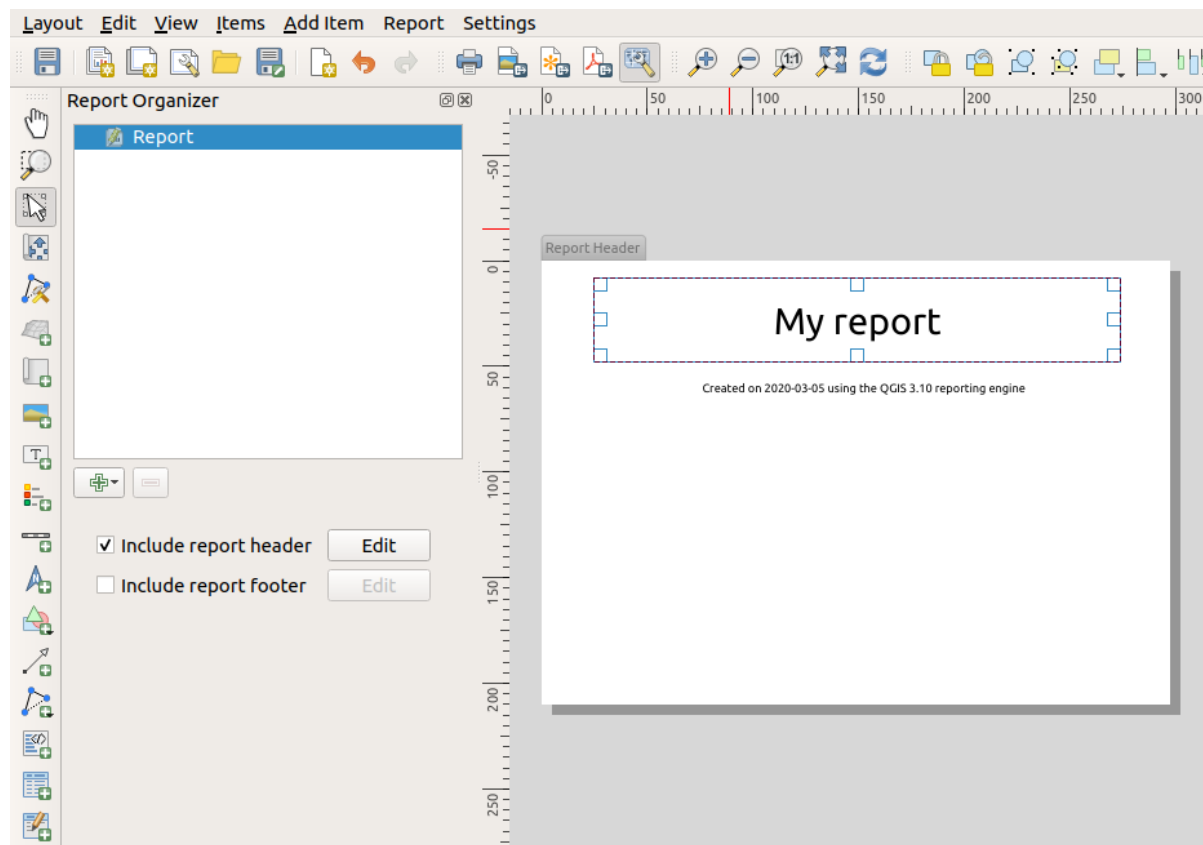 Layout Edit View Items Add Item Report Settings
1:1
Report Organizer
Report
Include report header Edit
Include report footer Edit
0 50 100 150 200 250 300
-50
0
50
100
150
200
250
Report Header
My report
Created on 2020-03-05 using the QGIS 3.10 reporting engine